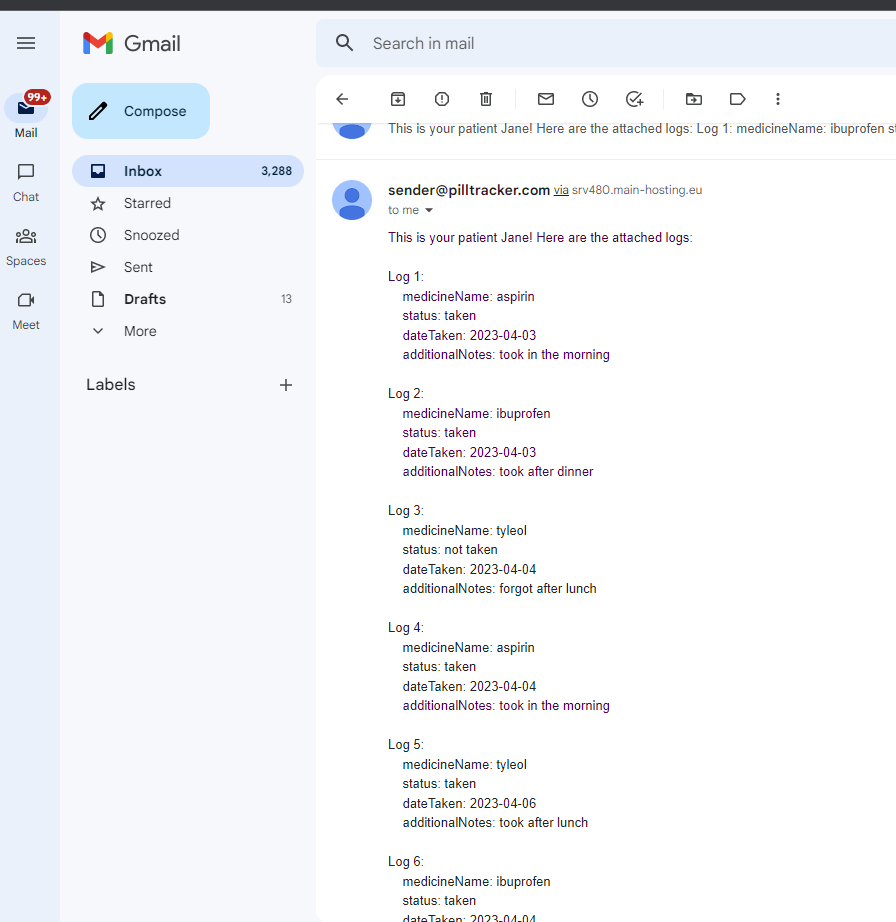 Gmail
Search in mail
99+
Mail
Chat
Spaces
Meet
Compose
Inbox 3,288
Starred
Snoozed
Sent
Drafts 13
More
Labels
This is your patient Jane! Here are the attached logs: Log 1: medicineName: ibuprofen
sender@pilltracker.com via srv480.main-hosting.eu
to me
This is your patient Jane! Here are the attached logs:
Log 1:
medicineName: aspirin
status: taken
dateTaken: 2023-04-03
additionalNotes: took in the morning
Log 2:
medicineName: ibuprofen
status: taken
dateTaken: 2023-04-03
additionalNotes: took after dinner
Log 3:
medicineName: tyleol
status: not taken
dateTaken: 2023-04-04
additionalNotes: forgot after lunch
Log 4:
medicineName: aspirin
status: taken
dateTaken: 2023-04-04
additionalNotes: took in the morning
Log 5:
medicineName: tyleol
status: taken
dateTaken: 2023-04-06
additionalNotes: took after lunch
Log 6:
medicineName: ibuprofen
status: taken
dateTaken: 2023-04-04